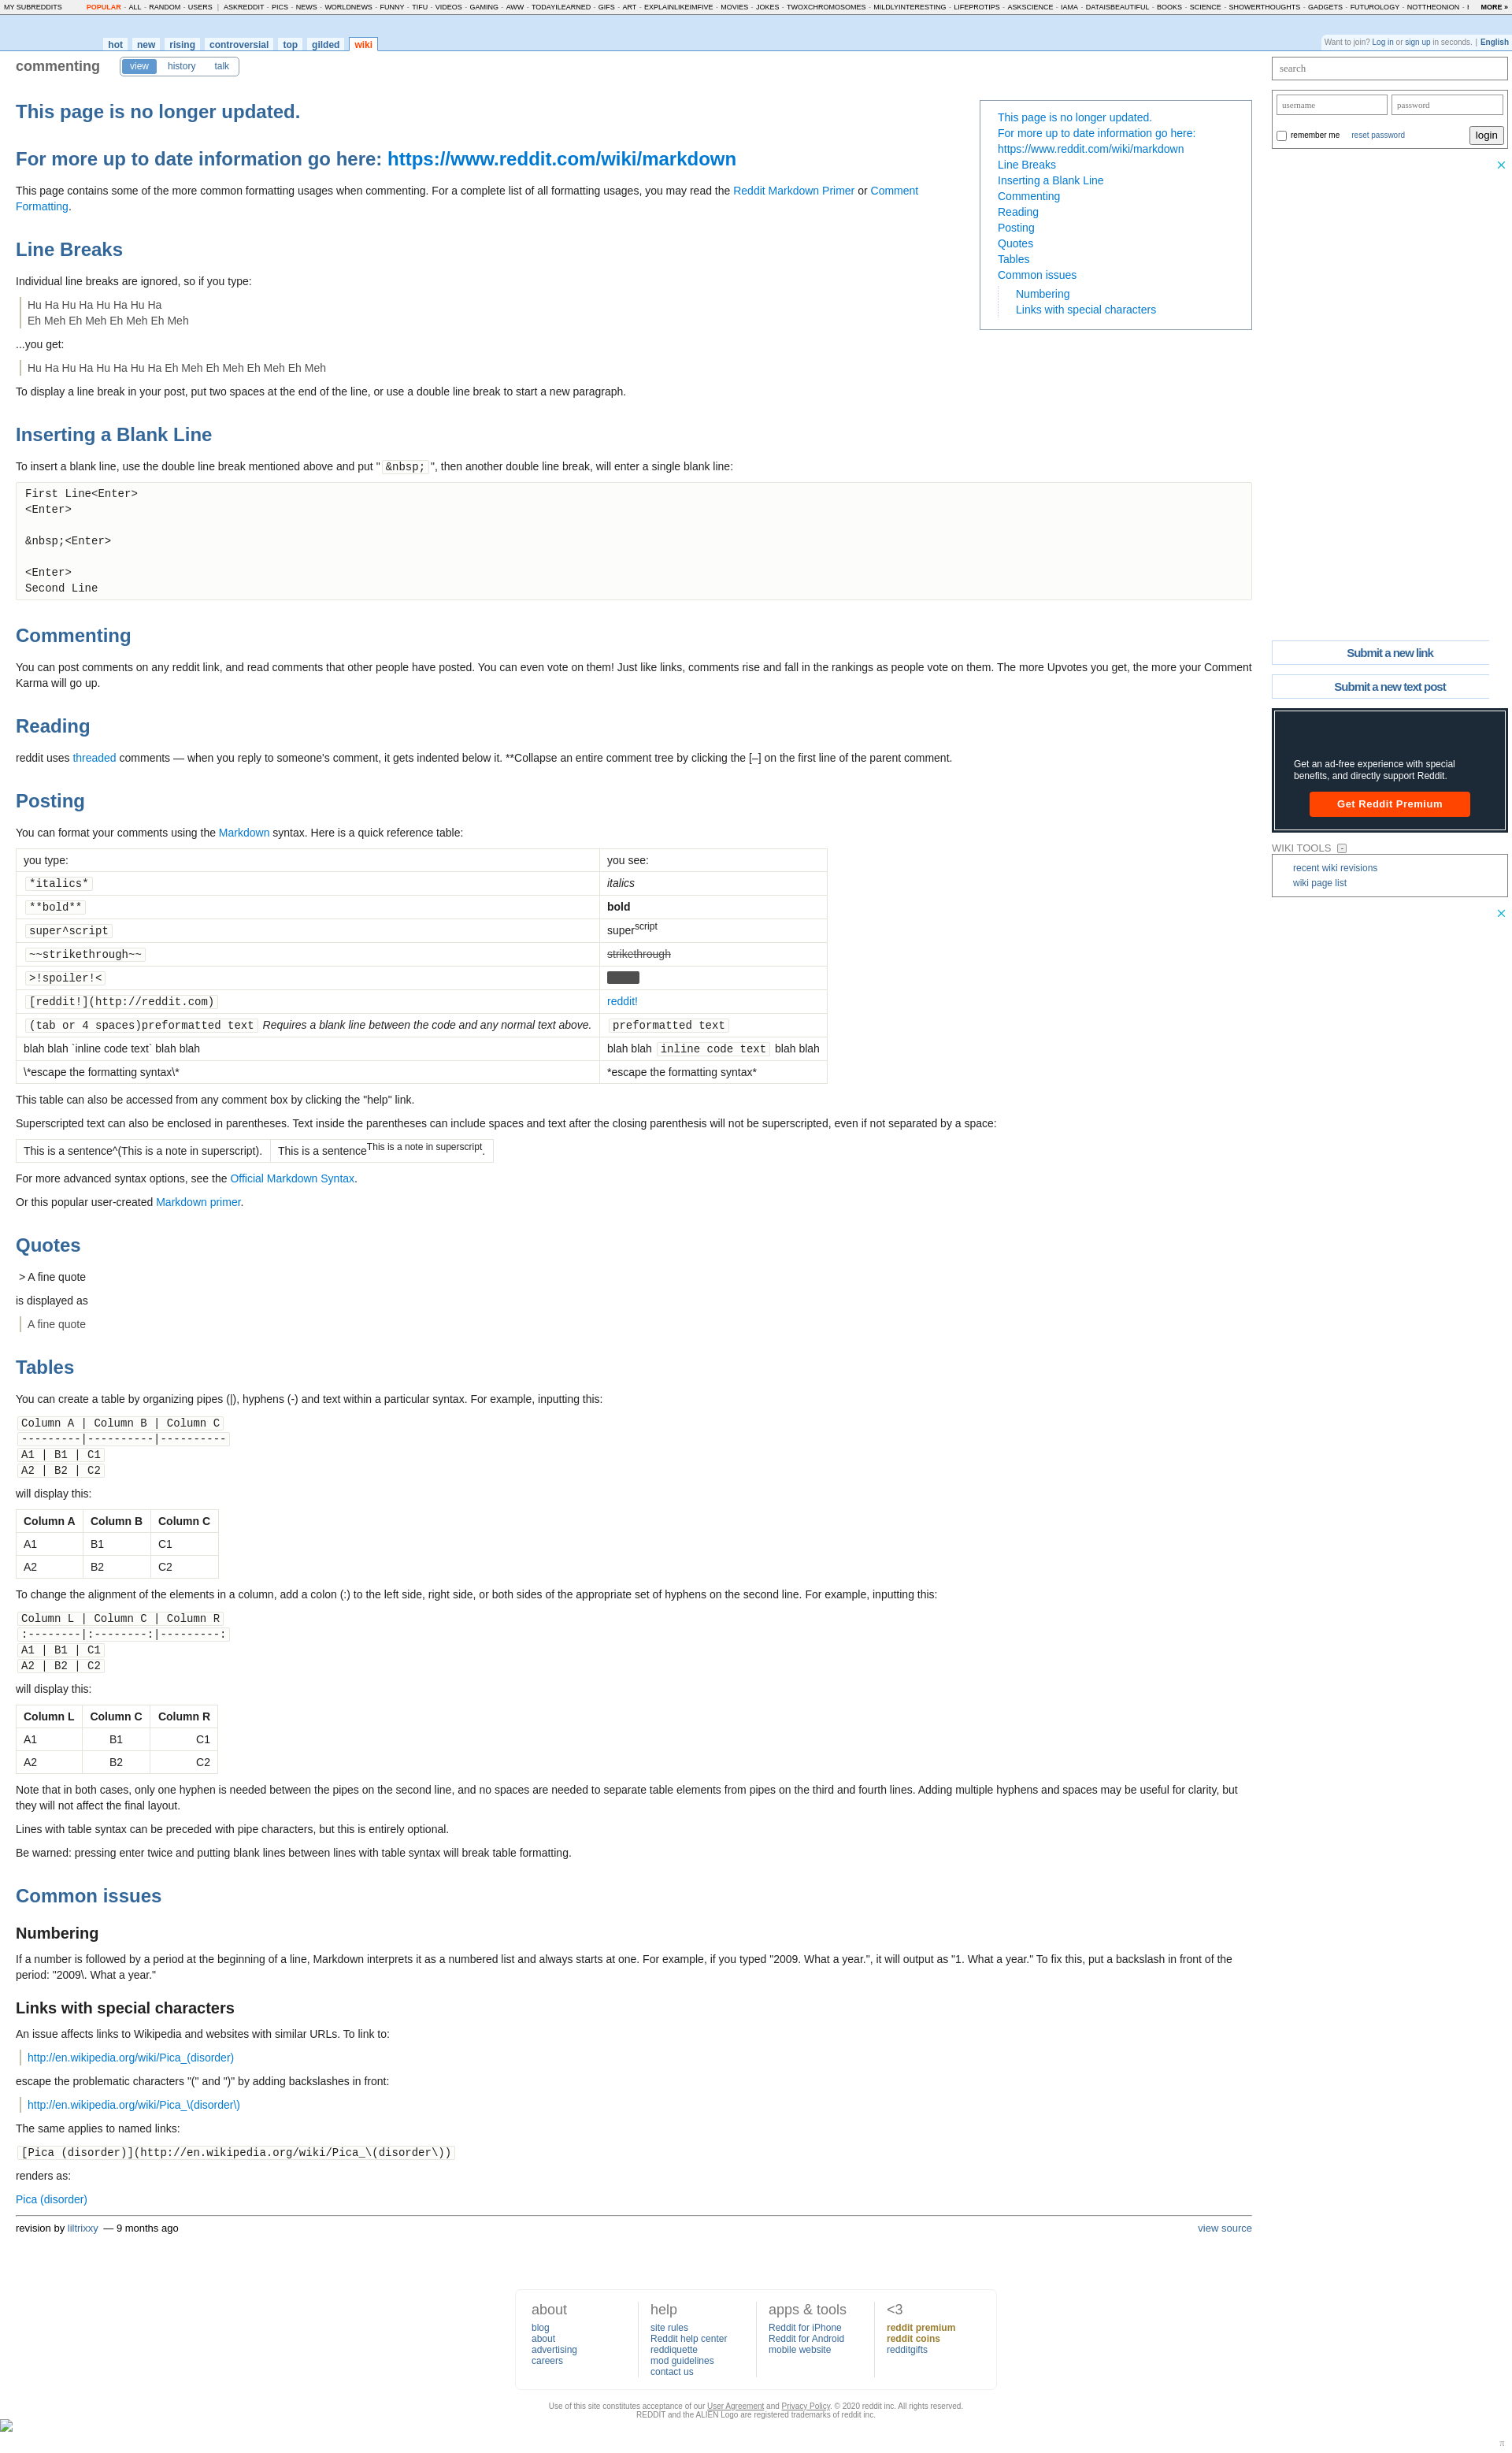 MY SUBREDDITS POPULAR - ALL - RANDOM - USERS | ASKREDDIT - PICS - NEWS - WORLDNEWS - FUNNY - TIFU - VIDEOS - GAMING - AWW - TODAYILEARNED - GIFS - ART - EXPLAINLIKEIMFIVE - MOVIES - JOKES - TWOXCHROMOSOMES - MILDLYINTERESTING - LIFEPROTIPS - ASKSCIENCE - IAMA - DATAISBEAUTIFUL - BOOKS - SCIENCE - SHOWERTHOUGHTS - GADGETS - FUTUROLOGY - NOTTHEONION - MORE »
hot new rising controversial top gilded wiki
Want to join? Log in or sign up in seconds. | English
commenting view history talk
search
username password
remember me reset password login
This page is no longer updated.
For more up to date information go here: https://www.reddit.com/wiki/markdown
This page contains some of the more common formatting usages when commenting. For a complete list of all formatting usages, you may read the Reddit Markdown Primer or Comment
Formatting.
This page is no longer updated.
For more up to date information go here:
https://www.reddit.com/wiki/markdown
Line Breaks
Inserting a Blank Line
Commenting
Reading
Posting
Quotes
Tables
Common issues
Numbering
Links with special characters
Line Breaks
Individual line breaks are ignored, so if you type:
Hu Ha Hu Ha Hu Ha Hu Ha
Eh Meh Eh Meh Eh Meh Eh Meh
...you get:
Hu Ha Hu Ha Hu Ha Hu Ha Eh Meh Eh Meh Eh Meh Eh Meh
To display a line break in your post, put two spaces at the end of the line, or use a double line break to start a new paragraph.
Inserting a Blank Line
To insert a blank line, use the double line break mentioned above and put " &nbsp; ", then another double line break, will enter a single blank line:
First Line<Enter>
<Enter>
&nbsp;<Enter>
<Enter>
Second Line
Commenting
You can post comments on any reddit link, and read comments that other people have posted. You can even vote on them! Just like links, comments rise and fall in the rankings as people vote on them. The more Upvotes you get, the more your Comment
Karma will go up.
Reading
reddit uses threaded comments — when you reply to someone's comment, it gets indented below it. **Collapse an entire comment tree by clicking the [–] on the first line of the parent comment.
Posting
You can format your comments using the Markdown syntax. Here is a quick reference table:
you type: you see:
*italics* italics
**bold** bold
super^script superscript
~~strikethrough~~ strikethrough
>!spoiler!<
[reddit!](http://reddit.com) reddit!
(tab or 4 spaces)preformatted text Requires a blank line between the code and any normal text above. preformatted text
blah blah `inline code text` blah blah blah blah inline code text blah blah
\*escape the formatting syntax\* *escape the formatting syntax*
This table can also be accessed from any comment box by clicking the "help" link.
Superscripted text can also be enclosed in parentheses. Text inside the parentheses can include spaces and text after the closing parenthesis will not be superscripted, even if not separated by a space:
This is a sentence^(This is a note in superscript). This is a sentenceThis is a note in superscript.
For more advanced syntax options, see the Official Markdown Syntax.
Or this popular user-created Markdown primer.
Submit a new link
Submit a new text post
Get an ad-free experience with special
benefits, and directly support Reddit.
Get Reddit Premium
WIKI TOOLS -
recent wiki revisions
wiki page list
Quotes
> A fine quote
is displayed as
A fine quote
Tables
You can create a table by organizing pipes (|), hyphens (-) and text within a particular syntax. For example, inputting this:
Column A | Column B | Column C
---------|----------|----------
A1 | B1 | C1
A2 | B2 | C2
will display this:
Column A Column B Column C
A1 B1 C1
A2 B2 C2
To change the alignment of the elements in a column, add a colon (:) to the left side, right side, or both sides of the appropriate set of hyphens on the second line. For example, inputting this:
Column L | Column C | Column R
:--------|:--------:|---------:
A1 | B1 | C1
A2 | B2 | C2
will display this:
Column L Column C Column R
A1 B1 C1
A2 B2 C2
Note that in both cases, only one hyphen is needed between the pipes on the second line, and no spaces are needed to separate table elements from pipes on the third and fourth lines. Adding multiple hyphens and spaces may be useful for clarity, but
they will not affect the final layout.
Lines with table syntax can be preceded with pipe characters, but this is entirely optional.
Be warned: pressing enter twice and putting blank lines between lines with table syntax will break table formatting.
Common issues
Numbering
If a number is followed by a period at the beginning of a line, Markdown interprets it as a numbered list and always starts at one. For example, if you typed "2009. What a year.", it will output as "1. What a year." To fix this, put a backslash in front of the
period: "2009\. What a year."
Links with special characters
An issue affects links to Wikipedia and websites with similar URLs. To link to:
http://en.wikipedia.org/wiki/Pica_(disorder)
escape the problematic characters "(" and ")" by adding backslashes in front:
http://en.wikipedia.org/wiki/Pica_\(disorder\)
The same applies to named links:
[Pica (disorder)](http://en.wikipedia.org/wiki/Pica_\(disorder\))
renders as:
Pica (disorder)
revision by liltrixxy — 9 months ago view source
about
blog
about
advertising
careers
help
site rules
Reddit help center
reddiquette
mod guidelines
contact us
apps & tools
Reddit for iPhone
Reddit for Android
mobile website
<3
reddit premium
reddit coins
redditgifts
Use of this site constitutes acceptance of our User Agreement and Privacy Policy. © 2020 reddit inc. All rights reserved.
REDDIT and the ALIEN Logo are registered trademarks of reddit inc.
π